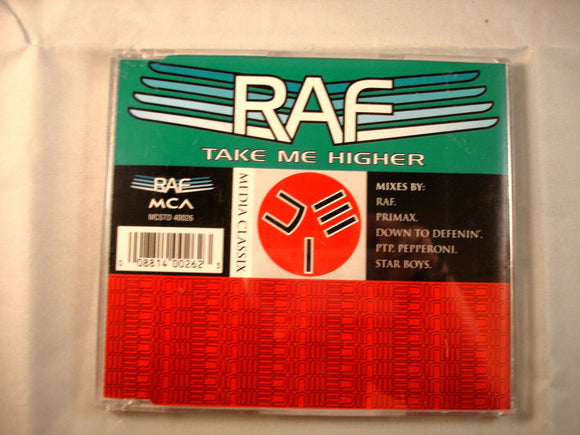 RAF
TAKE ME HIGHER
RAF
MCA
MCSTD 40026
0 08814 00262 3
MEDIA CLASSIX
MIXES BY:
RAF.
PRIMAX.
DOWN TO DEFENIN'.
PTP. PEPPERONI.
STAR BOYS.